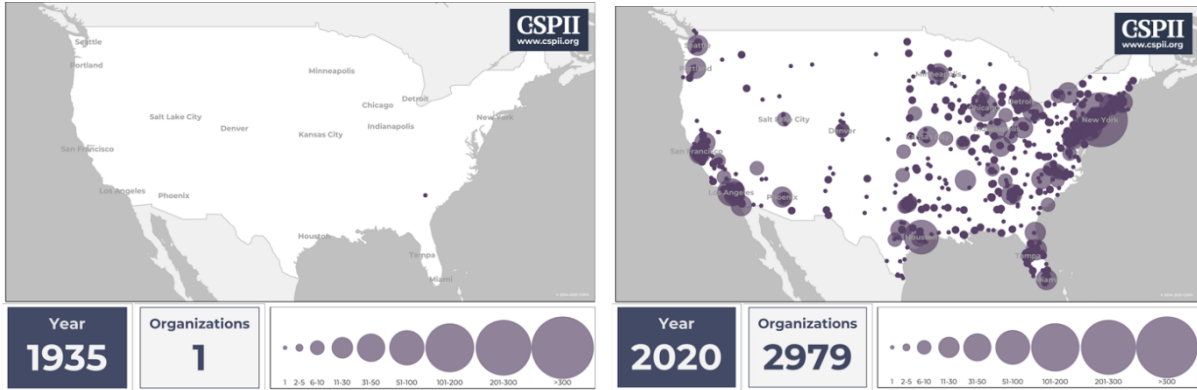 CSPII
www.cspii.org
Seattle
Portland
Minneapolis
Detroit
Chicago
New York
Salt Lake City
Denver
Kansas City
Indianapolis
San Francisco
Los Angeles
Phoenix
Houston
Tampa
Miami
Year
1935
Organizations
1
1 2-5 6-10 11-30 31-50 51-100 101-200 201-300 >300
CSPII
www.cspii.org
Seattle
Portland
Minneapolis
Detroit
Chicago
New York
Salt Lake City
Denver
San Francisco
Los Angeles
Phoenix
Houston
Tampa
Miami
Year
2020
Organizations
2979
1 2-5 6-10 11-30 31-50 51-100 101-200 201-300 >300